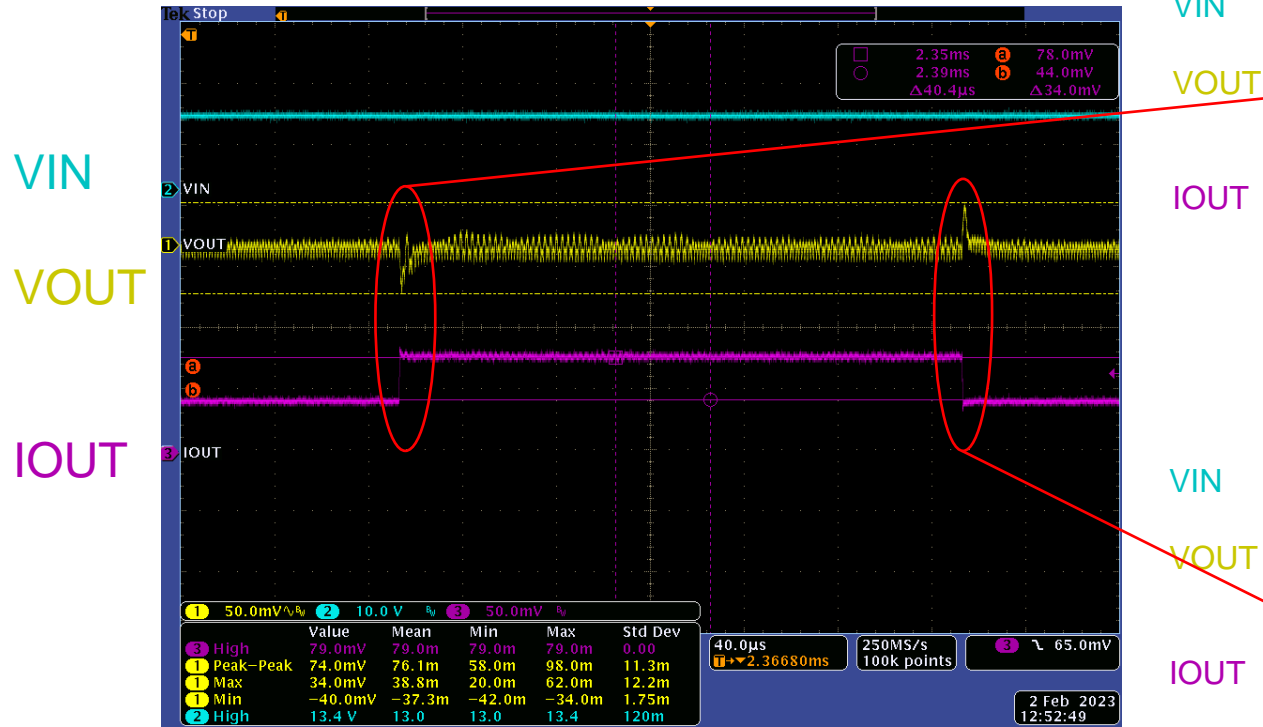 Tek Stop
VIN
2.35ms a 78.0mV
2.39ms b 44.0mV
Δ40.4µs Δ34.0mV
VOUT
VIN
2 VIN
IOUT
1 VOUT
VOUT
a
b
IOUT
3 IOUT
VIN
VOUT
1 50.0mV∿BW 2 10.0 V BW 3 50.0mV BW
Value Mean Min Max Std Dev
3 High 79.0mV 79.0m 79.0m 79.0m 0.00
1 Peak-Peak 74.0mV 76.1m 58.0m 98.0m 11.3m
1 Max 34.0mV 38.8m 20.0m 62.0m 12.2m
1 Min -40.0mV -37.3m -42.0m -34.0m 1.75m
2 High 13.4 V 13.0 13.0 13.4 120m
40.0µs
T→▼2.36680ms
250MS/s
100k points
3 ↘ 65.0mV
IOUT
2 Feb 2023
12:52:49